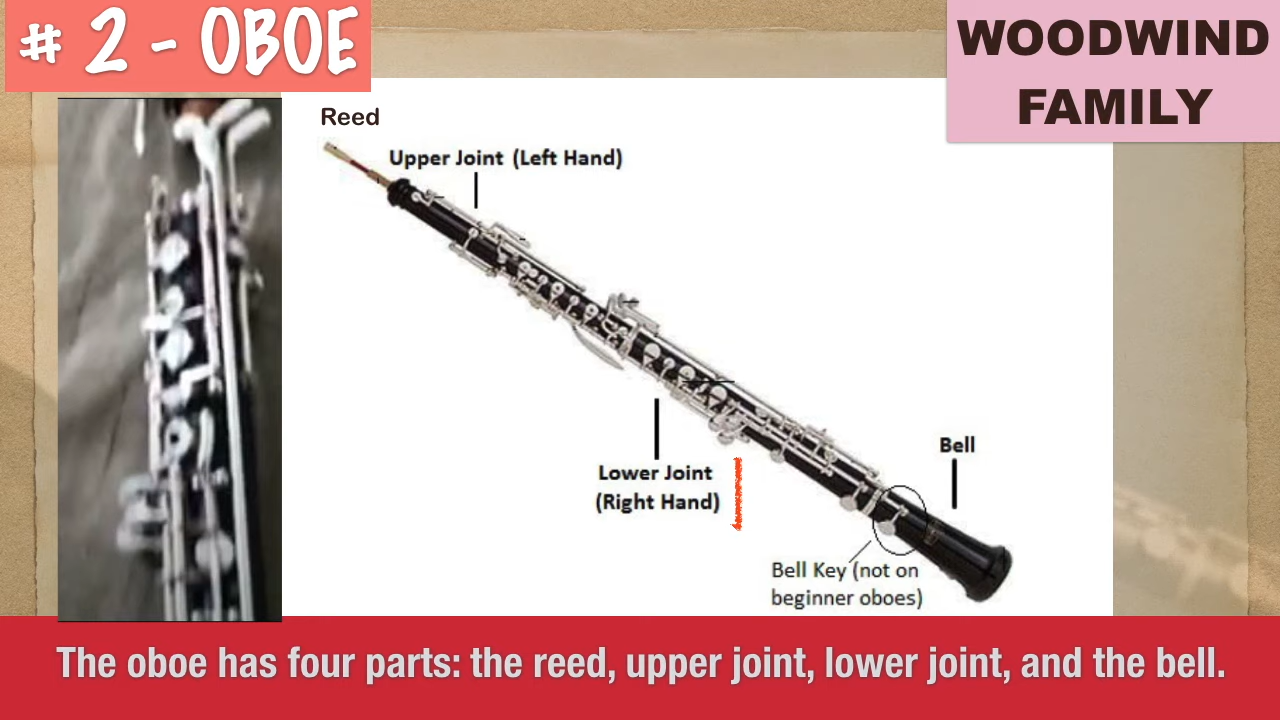 # 2 - OBOE
WOODWIND
FAMILY
Reed
Upper Joint (Left Hand)
Lower Joint
(Right Hand)
Bell
Bell Key (not on
beginner oboes)
The oboe has four parts: the reed, upper joint, lower joint, and the bell.